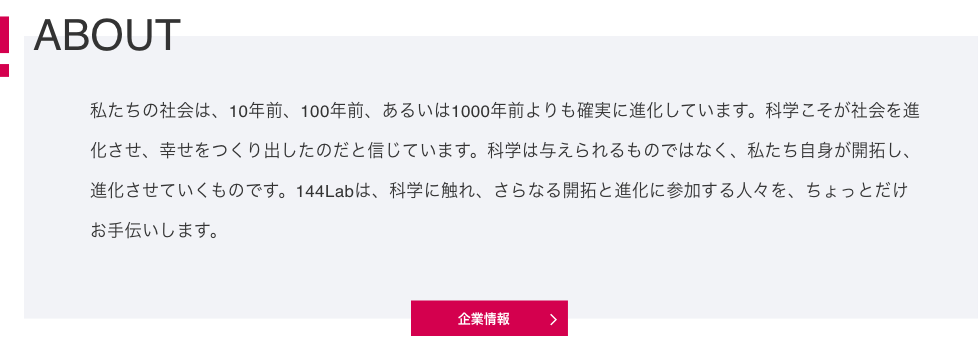 ABOUT
私たちの社会は、10年前、100年前、あるいは1000年前よりも確実に進化しています。科学こそが社会を進
化させ、幸せをつくり出したのだと信じています。科学は与えられるものではなく、私たち自身が開拓し、
進化させていくものです。144Labは、科学に触れ、さらなる開拓と進化に参加する人々を、ちょっとだけ
お手伝いします。
企業情報